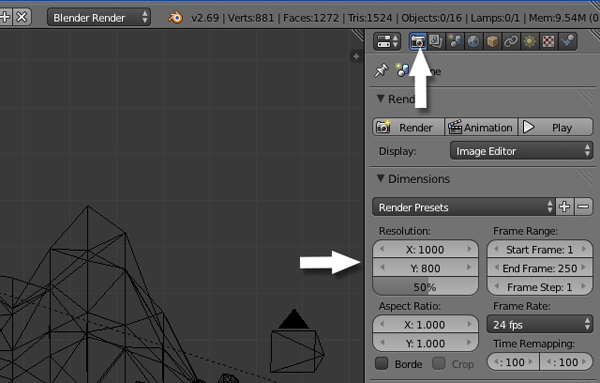 Blender Render
v2.69 | Verts:881 | Faces:1272 | Tris:1524 | Objects:0/16 | Lamps:0/1 | Mem:9.54M (0
Render Animation Play
Display: Image Editor
Dimensions
Render Presets
Resolution: Frame Range:
X: 1000 Start Frame: 1
Y: 800 End Frame: 250
50% Frame Step: 1
Aspect Ratio: Frame Rate:
X: 1.000 24 fps
Y: 1.000 Time Remapping:
Borde Crop : 100 : 100